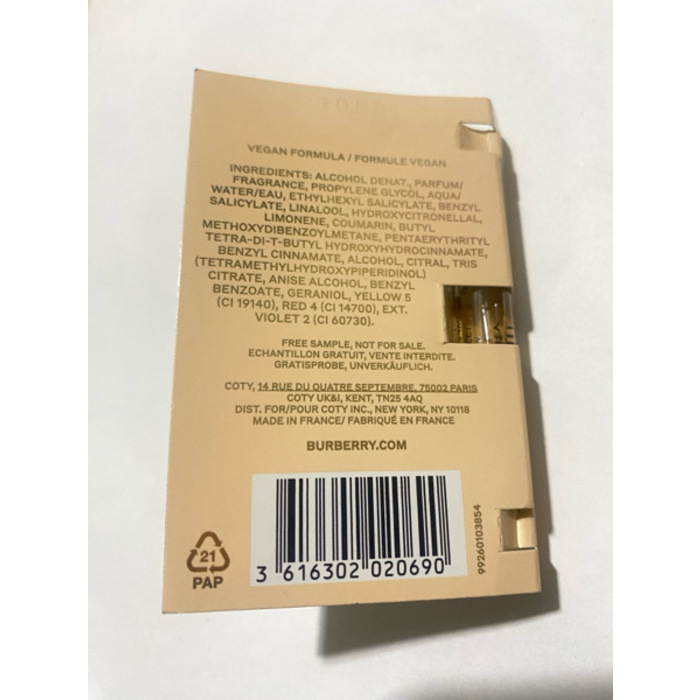 VEGAN FORMULA / FORMULE VEGAN
INGREDIENTS: ALCOHOL DENAT., PARFUM/
FRAGRANCE, PROPYLENE GLYCOL, AQUA/
WATER/EAU, ETHYLHEXYL SALICYLATE, BENZYL
SALICYLATE, LINALOOL, HYDROXYCITRONELLAL,
LIMONENE, COUMARIN, BUTYL
METHOXYDIBENZOYLMETANE, PENTAERYTHRITYL
TETRA-DI-T-BUTYL HYDROXYHYDROCINNAMATE,
BENZYL CINNAMATE, ALCOHOL, CITRAL, TRIS
(TETRAMETHYLHYDROXYPIPERIDINOL)
CITRATE, ANISE ALCOHOL, BENZYL
BENZOATE, GERANIOL, YELLOW 5
(CI 19140), RED 4 (CI 14700), EXT.
VIOLET 2 (CI 60730).
FREE SAMPLE, NOT FOR SALE.
ECHANTILLON GRATUIT, VENTE INTERDITE.
GRATISPROBE, UNVERKÄUFLICH.
COTY, 14 RUE DU QUATRE SEPTEMBRE, 75002 PARIS
COTY UK&I, KENT, TN25 4AQ
DIST. FOR/POUR COTY INC., NEW YORK, NY 10118
MADE IN FRANCE/ FABRIQUÉ EN FRANCE
BURBERRY.COM
21
PAP
3 616302 020690
99260103854